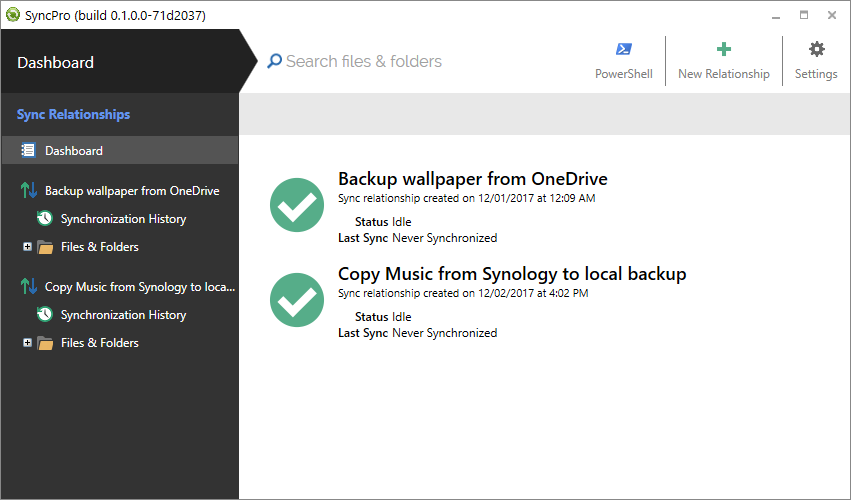 SyncPro (build 0.1.0.0-71d2037)
Dashboard
Search files & folders
PowerShell
New Relationship
Settings
Sync Relationships
Dashboard
Backup wallpaper from OneDrive
Synchronization History
Files & Folders
Copy Music from Synology to loca...
Synchronization History
Files & Folders
Backup wallpaper from OneDrive
Sync relationship created on 12/01/2017 at 12:09 AM
Status Idle
Last Sync Never Synchronized
Copy Music from Synology to local backup
Sync relationship created on 12/02/2017 at 4:02 PM
Status Idle
Last Sync Never Synchronized